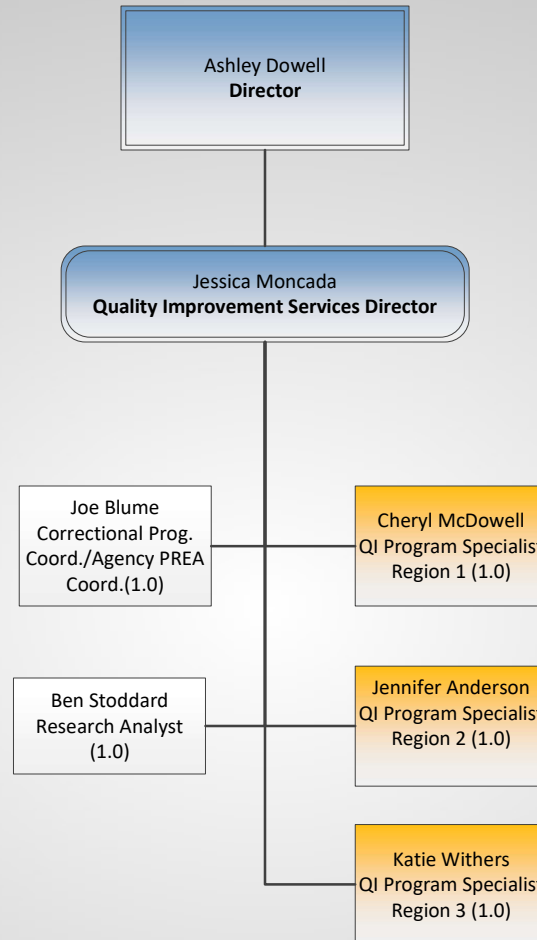 Ashley Dowell
Director
Jessica Moncada
Quality Improvement Services Director
Joe Blume
Correctional Prog.
Coord./Agency PREA
Coord.(1.0)
Cheryl McDowell
QI Program Specialist
Region 1 (1.0)
Ben Stoddard
Research Analyst
(1.0)
Jennifer Anderson
QI Program Specialist
Region 2 (1.0)
Katie Withers
QI Program Specialist
Region 3 (1.0)